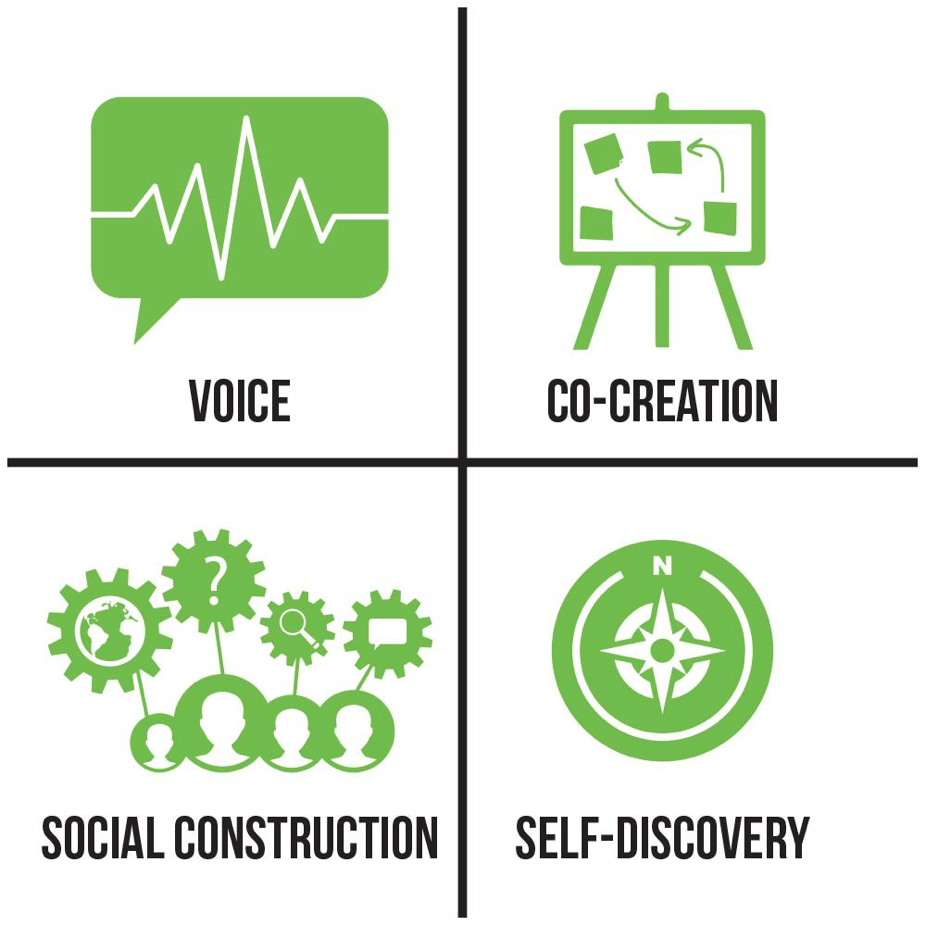 VOICE
CO-CREATION
?
N
SOCIAL CONSTRUCTION
SELF-DISCOVERY